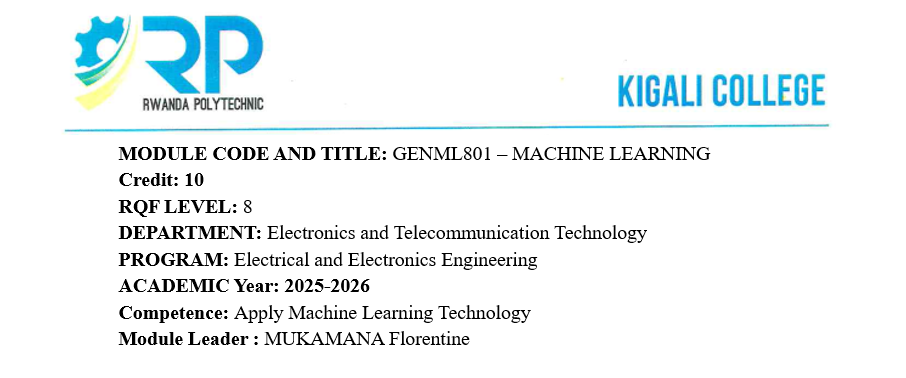 RP
RWANDA POLYTECHNIC
KIGALI COLLEGE
MODULE CODE AND TITLE: GENML801 – MACHINE LEARNING
Credit: 10
RQF LEVEL: 8
DEPARTMENT: Electronics and Telecommunication Technology
PROGRAM: Electrical and Electronics Engineering
ACADEMIC Year: 2025-2026
Competence: Apply Machine Learning Technology
Module Leader : MUKAMANA Florentine